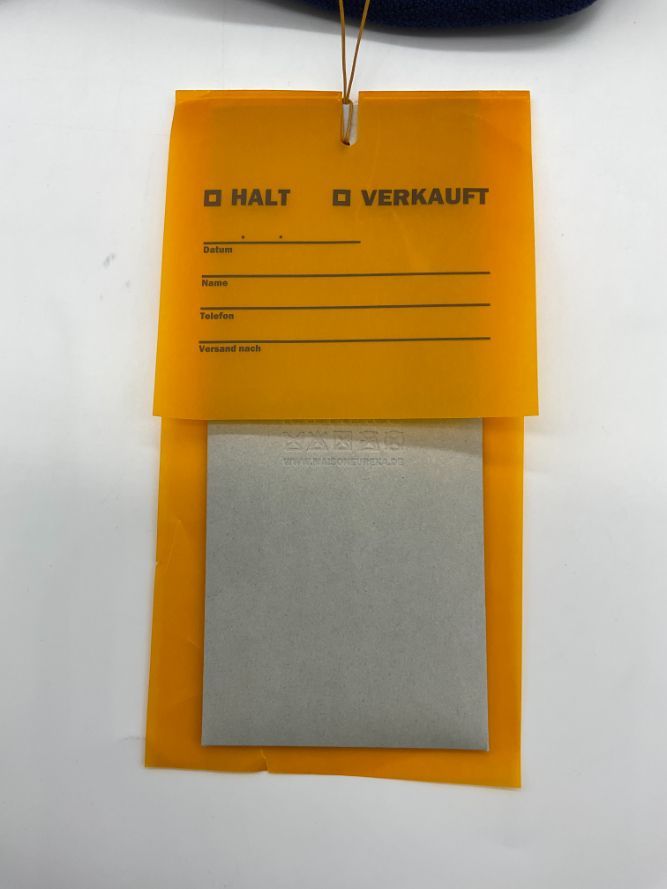 HALT VERKAUFT
Datum
Name
Telefon
Versand nach
WWW.MAISONEUREKA.DE